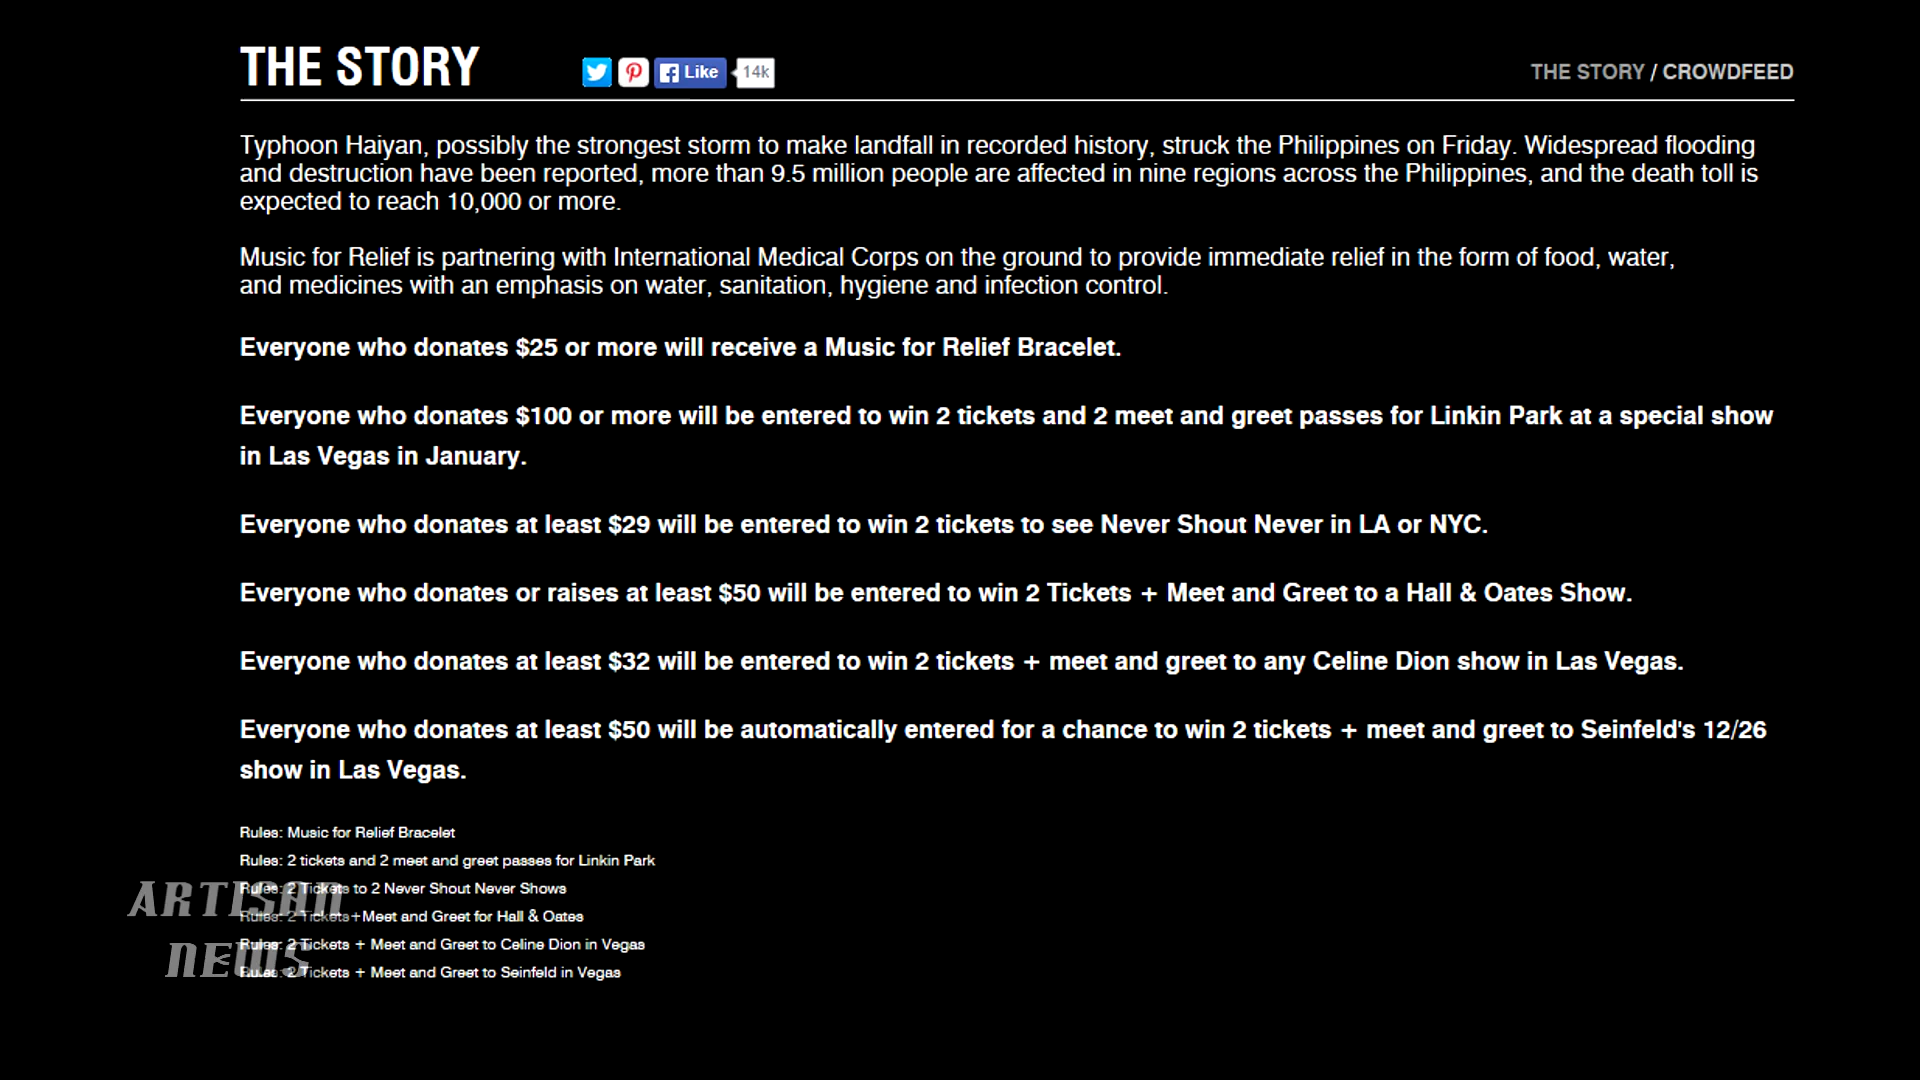 THE STORY
Like
14k
THE STORY / CROWDFEED
Typhoon Haiyan, possibly the strongest storm to make landfall in recorded history, struck the Philippines on Friday. Widespread flooding
and destruction have been reported, more than 9.5 million people are affected in nine regions across the Philippines, and the death toll is
expected to reach 10,000 or more.
Music for Relief is partnering with International Medical Corps on the ground to provide immediate relief in the form of food, water,
and medicines with an emphasis on water, sanitation, hygiene and infection control.
Everyone who donates $25 or more will receive a Music for Relief Bracelet.
Everyone who donates $100 or more will be entered to win 2 tickets and 2 meet and greet passes for Linkin Park at a special show
in Las Vegas in January.
Everyone who donates at least $29 will be entered to win 2 tickets to see Never Shout Never in LA or NYC.
Everyone who donates or raises at least $50 will be entered to win 2 Tickets + Meet and Greet to a Hall & Oates Show.
Everyone who donates at least $32 will be entered to win 2 tickets + meet and greet to any Celine Dion show in Las Vegas.
Everyone who donates at least $50 will be automatically entered for a chance to win 2 tickets + meet and greet to Seinfeld's 12/26
show in Las Vegas.
Rules: Music for Relief Bracelet
Rules: 2 tickets and 2 meet and greet passes for Linkin Park
Rules: 2 Tickets to 2 Never Shout Never Shows
Rules: 2 Tickets+Meet and Greet for Hall & Oates
Rules: 2 Tickets + Meet and Greet to Celine Dion in Vegas
Rules: 2 Tickets + Meet and Greet to Seinfeld in Vegas
ARTISAN
NEWS